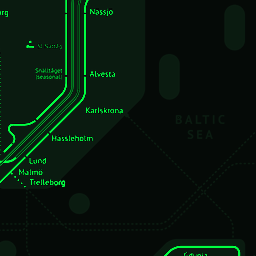 Nassjo
Alvesta
Snälltåget
(seasonal)
Karlskrona
BALTIC
SEA
Hassleholm
Lund
Malmo
Trelleborg